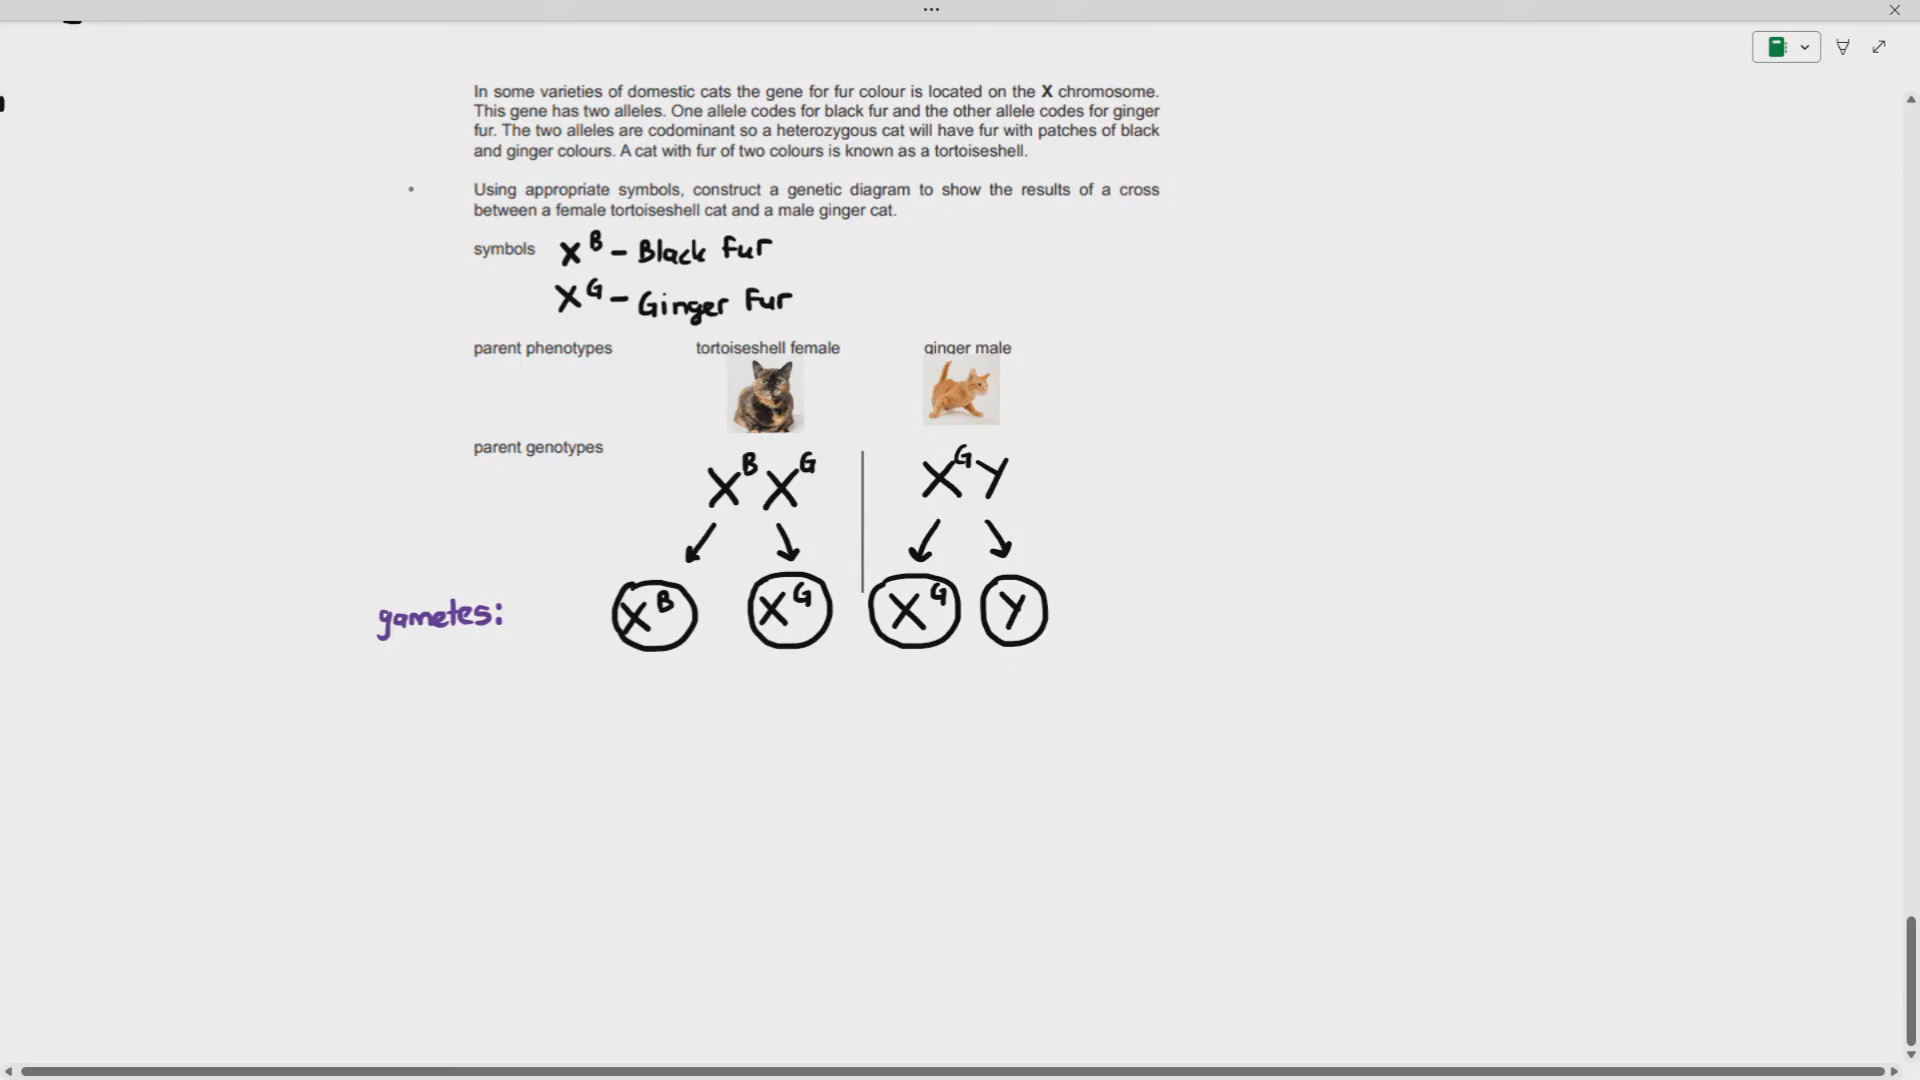 In some varieties of domestic cats the gene for fur colour is located on the X chromosome.
This gene has two alleles. One allele codes for black fur and the other allele codes for ginger
fur. The two alleles are codominant so a heterozygous cat will have fur with patches of black
and ginger colours. A cat with fur of two colours is known as a tortoiseshell.
Using appropriate symbols, construct a genetic diagram to show the results of a cross
between a female tortoiseshell cat and a male ginger cat.
symbols X^B - Black Fur
X^G - Ginger Fur
parent phenotypes tortoiseshell female ginger male
parent genotypes
X^B X^G X^G Y
gametes: X^B X^G X^G Y